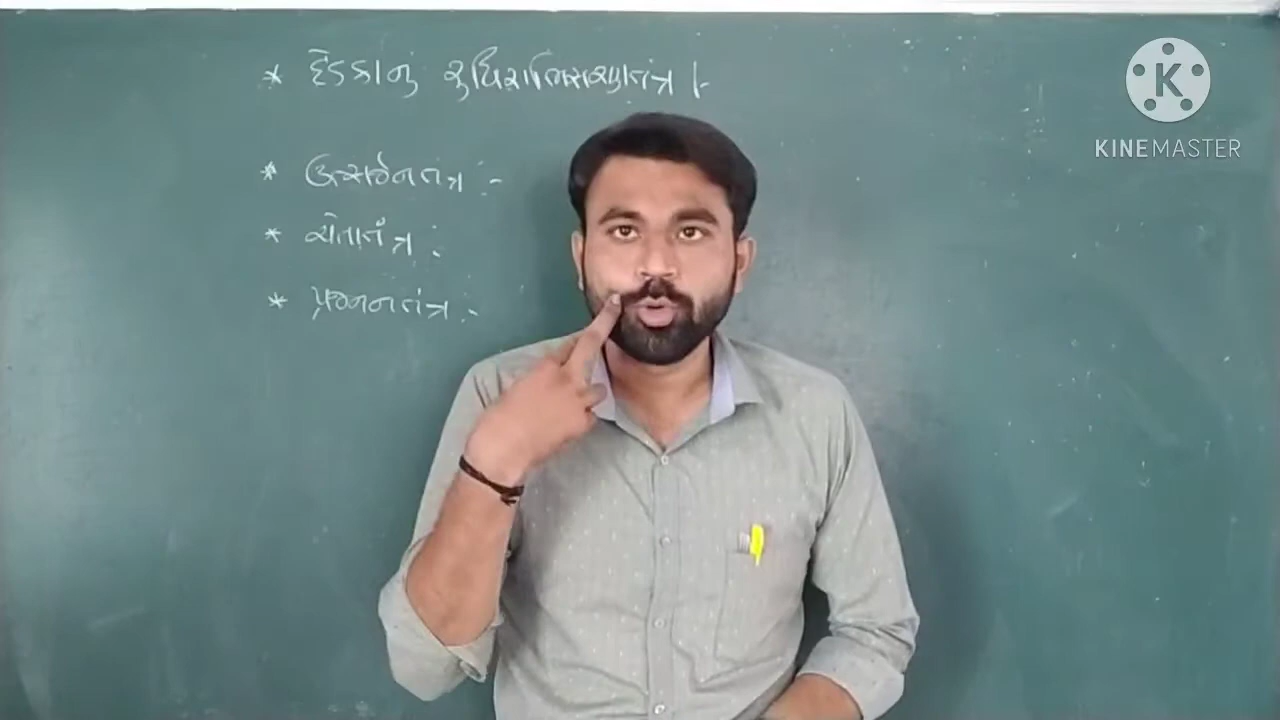 * દેડકાનું રુધિરાભિસરણતંત્ર :-
* ઉત્સર્જનતંત્ર :-
* ચેતાતંત્ર :
* પ્રજનનતંત્ર :-
K
KINEMASTER